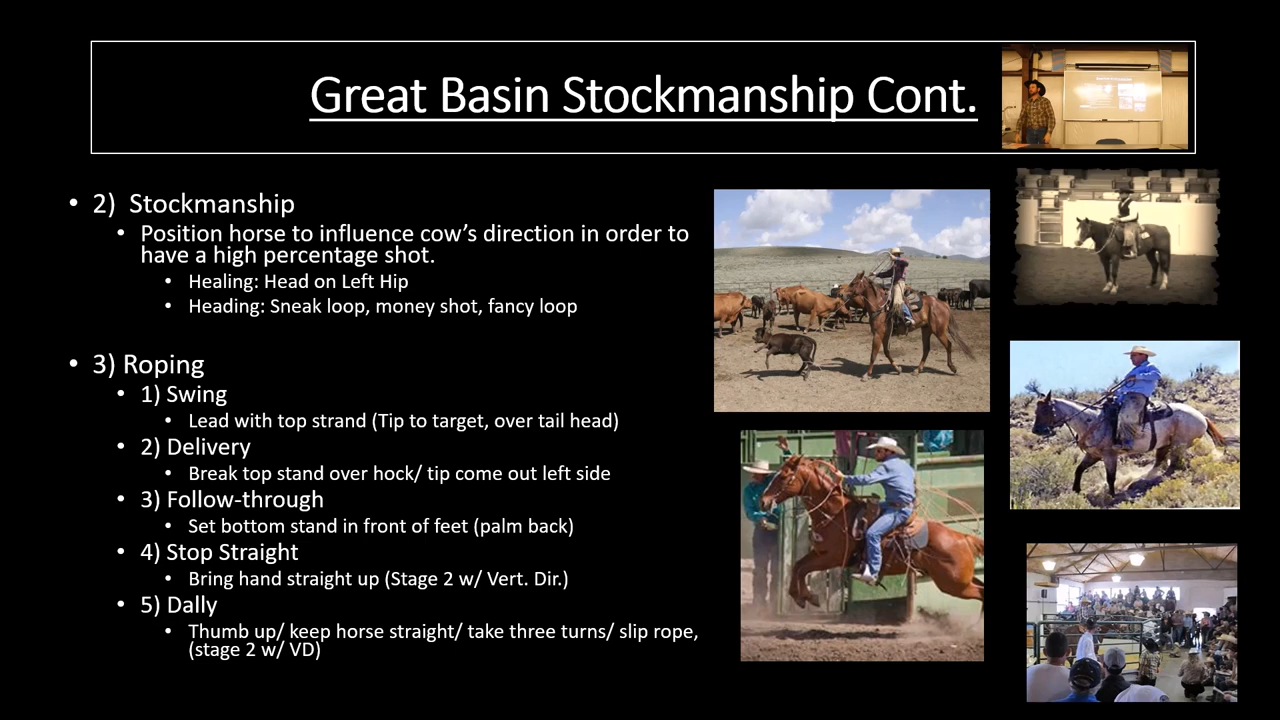 Great Basin Stockmanship Cont.
• 2) Stockmanship
• Position horse to influence cow’s direction in order to
have a high percentage shot.
• Healing: Head on Left Hip
• Heading: Sneak loop, money shot, fancy loop
• 3) Roping
• 1) Swing
• Lead with top strand (Tip to target, over tail head)
• 2) Delivery
• Break top stand over hock/ tip come out left side
• 3) Follow-through
• Set bottom stand in front of feet (palm back)
• 4) Stop Straight
• Bring hand straight up (Stage 2 w/ Vert. Dir.)
• 5) Dally
• Thumb up/ keep horse straight/ take three turns/ slip rope,
(stage 2 w/ VD)